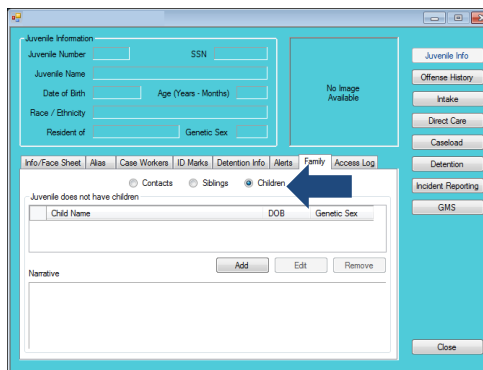 Juvenile Information
Juvenile Number SSN
Juvenile Name
Date of Birth Age (Years - Months)
Race / Ethnicity
Resident of Genetic Sex
No Image
Available
Juvenile Info
Offense History
Intake
Direct Care
Caseload
Detention
Incident Reporting
GMS
Info/Face Sheet Alias Case Workers ID Marks Detention Info Alerts Family Access Log
Contacts Siblings Children
Juvenile does not have children
Child Name DOB Genetic Sex
Add Edit Remove
Narrative
Close